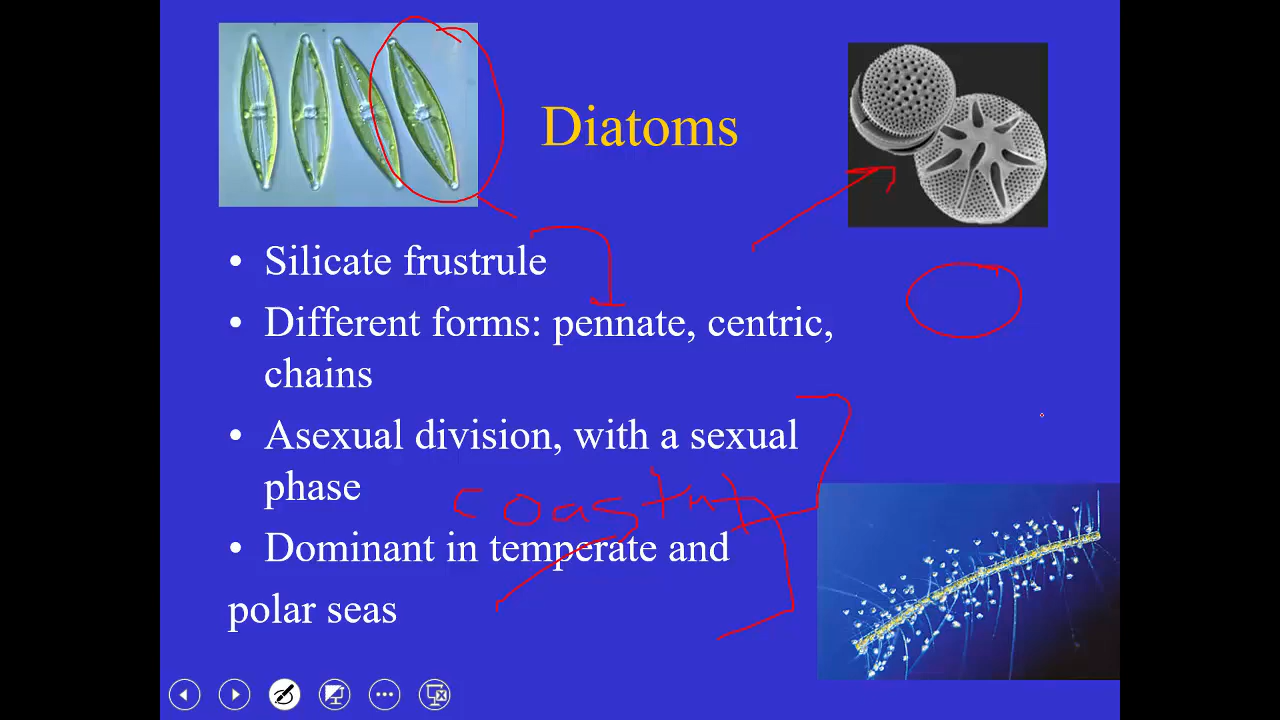 Diatoms
• Silicate frustrule
• Different forms: pennate, centric,
chains
• Asexual division, with a sexual
phase
• Dominant in temperate and
polar seas